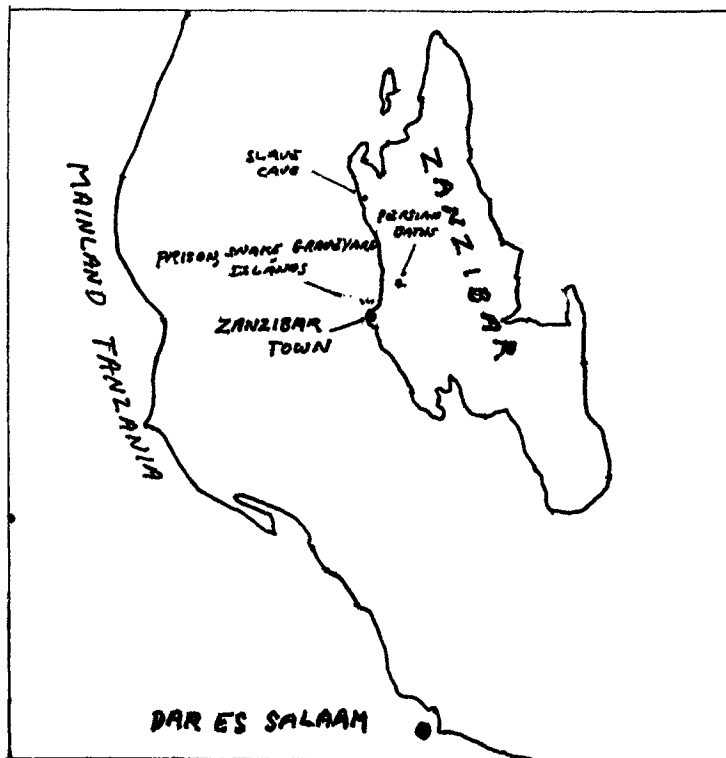 SLAVE
CAVE
PERSIAN
BATHS
PRISON, SNAKE, GRAVEYARD
ISLANDS
ZANZIBAR
TOWN
ZANZIBAR
MAINLAND TANZANIA
DAR ES SALAAM